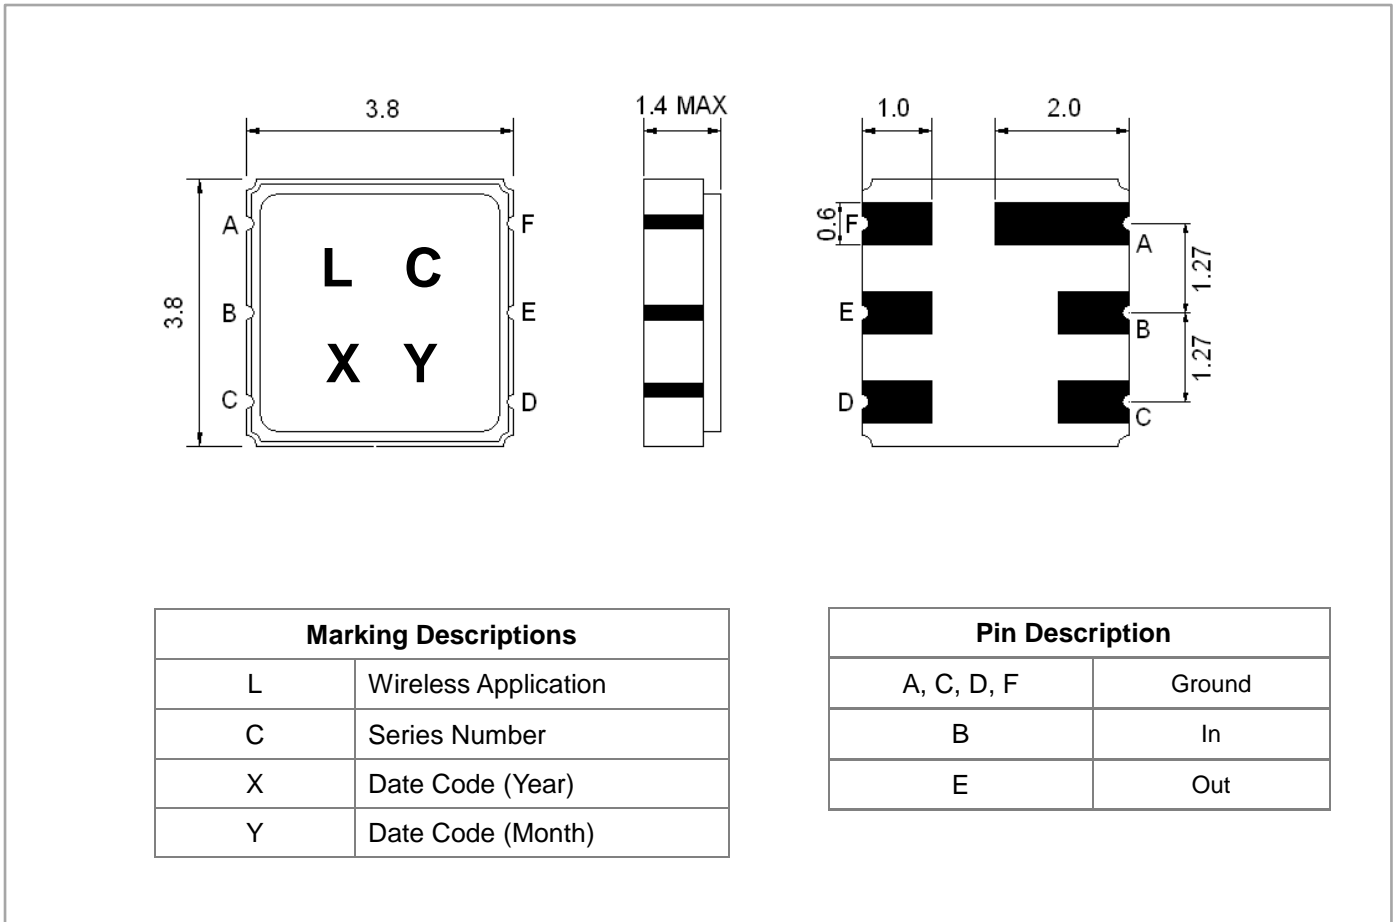 3.8
1.4 MAX
1.0
2.0
3.8
A
B
C
F
E
D
L C
X Y
0.6
F
E
D
A
B
C
1.27
1.27
Marking Descriptions
L Wireless Application
C Series Number
X Date Code (Year)
Y Date Code (Month)
Pin Description
A, C, D, F Ground
B In
E Out